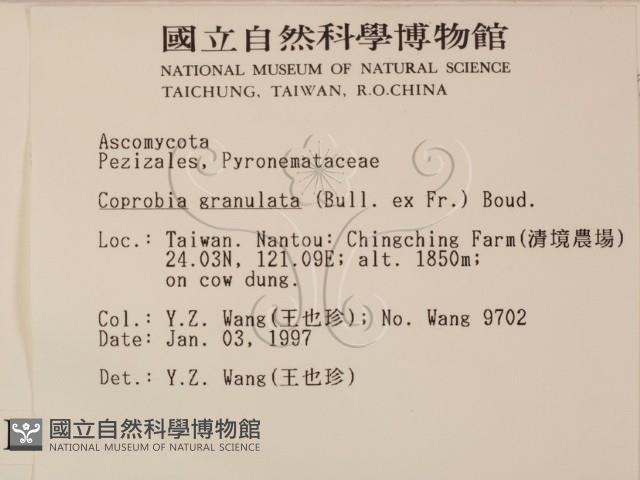 國立自然科學博物館
NATIONAL MUSEUM OF NATURAL SCIENCE
TAICHUNG, TAIWAN, R.O.CHINA
Ascomycota
Pezizales, Pyronemataceae
Coprobia granulata (Bull. ex Fr.) Boud.
Loc.: Taiwan. Nantou: Chingching Farm(清境農場)
24.03N, 121.09E; alt. 1850m;
on cow dung.
Col.: Y.Z. Wang(王也珍); No. Wang 9702
Date: Jan. 03, 1997
Det.: Y.Z. Wang(王也珍)
國立自然科學博物館
NATIONAL MUSEUM OF NATURAL SCIENCE